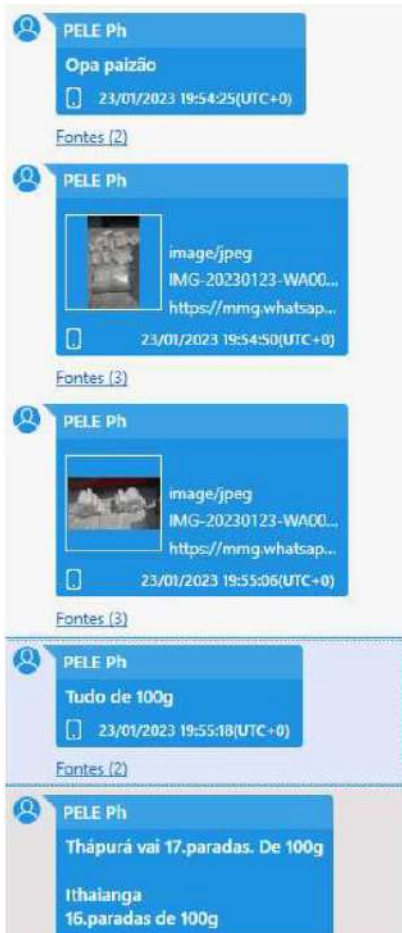 PELE Ph
Opa paizão
23/01/2023 19:54:25(UTC+0)
Fontes (2)
PELE Ph
image/jpeg
IMG-20230123-WA00...
https://mmg.whatsap...
23/01/2023 19:54:50(UTC+0)
Fontes (3)
PELE Ph
image/jpeg
IMG-20230123-WA00...
https://mmg.whatsap...
23/01/2023 19:55:06(UTC+0)
Fontes (3)
PELE Ph
Tudo de 100g
23/01/2023 19:55:18(UTC+0)
Fontes (2)
PELE Ph
Thápurá vai 17.paradas. De 100g
Ithaianga
16.paradas de 100g